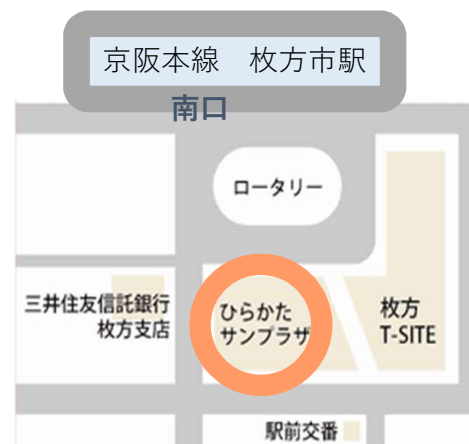 京阪本線　枚方市駅
南口
ロータリー
三井住友信託銀行
枚方支店
ひらかた
サンプラザ
枚方
T-SITE
駅前交番